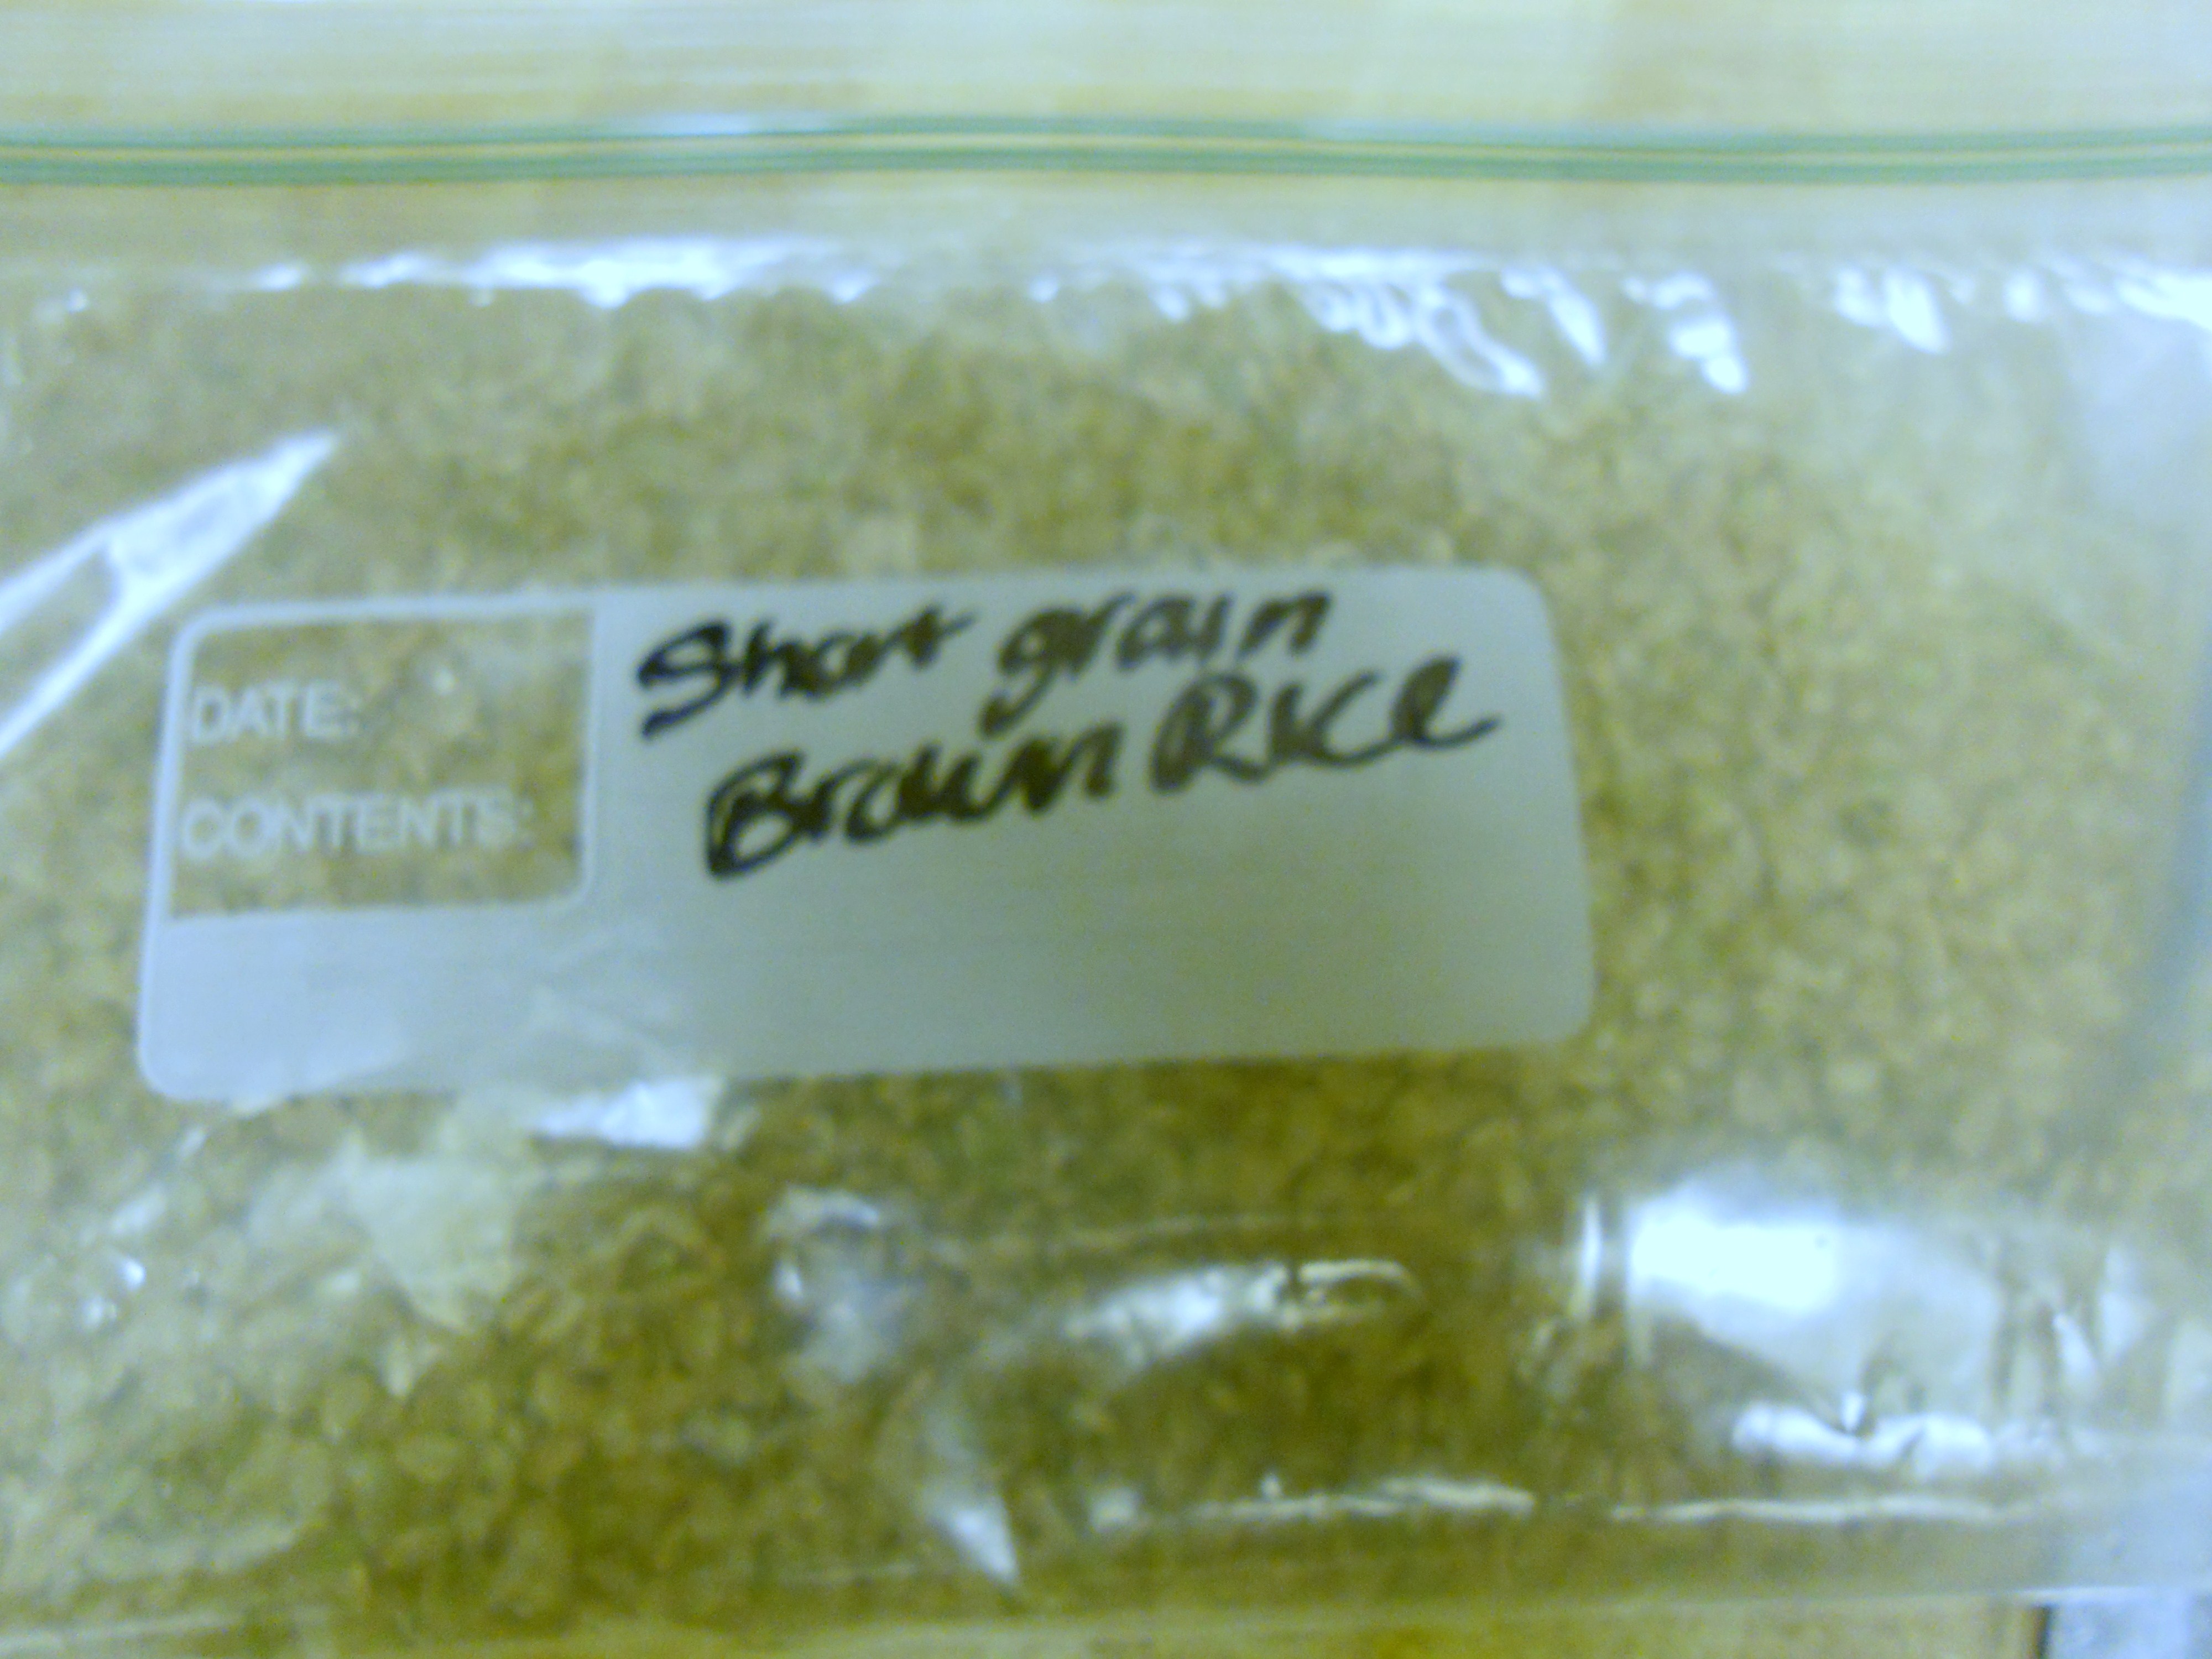 Short grain
Brown Rice
DATE:
CONTENTS: